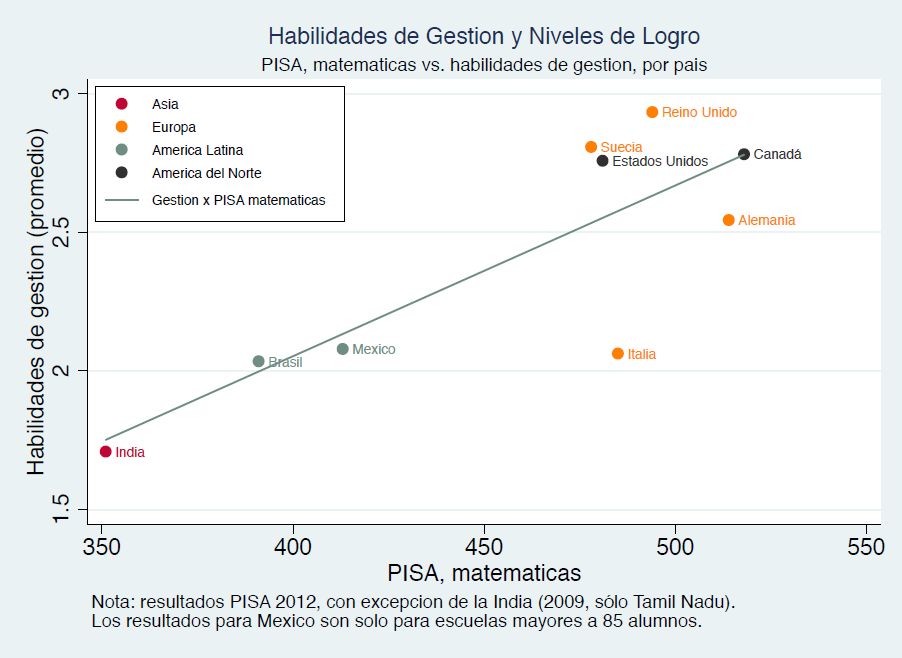 Habilidades de Gestion y Niveles de Logro
PISA, matematicas vs. habilidades de gestion, por pais
Habilidades de gestion (promedio)
3
2.5
2
1.5
Asia
Europa
America Latina
America del Norte
Gestion x PISA matematicas
Reino Unido
Suecia
Estados Unidos
Canadá
Alemania
Italia
Mexico
Brasil
India
350 400 450 500 550
PISA, matematicas
Nota: resultados PISA 2012, con excepcion de la India (2009, sólo Tamil Nadu).
Los resultados para Mexico son solo para escuelas mayores a 85 alumnos.